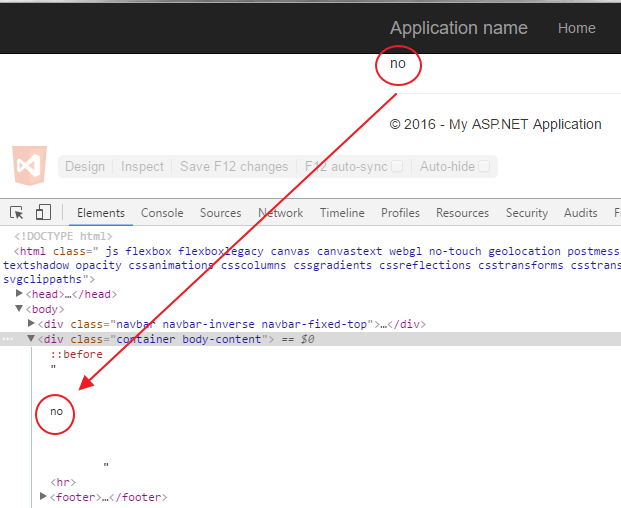 Application name Home
no
© 2016 - My ASP.NET Application
Design Inspect Save F12 changes F12 auto-sync Auto-hide
Elements Console Sources Network Timeline Profiles Resources Security Audits
<!DOCTYPE html>
<html class=" js flexbox flexboxlegacy canvas canvastext webgl no-touch geolocation postmess
textshadow opacity cssanimations csscolumns cssgradients cssreflections csstransforms csstrans
svgclippaths">
▶<head>…</head>
▼<body>
▶<div class="navbar navbar-inverse navbar-fixed-top">…</div>
… ▼<div class="container body-content"> == $0
::before
"
no
"
<hr>
▶<footer>…</footer>